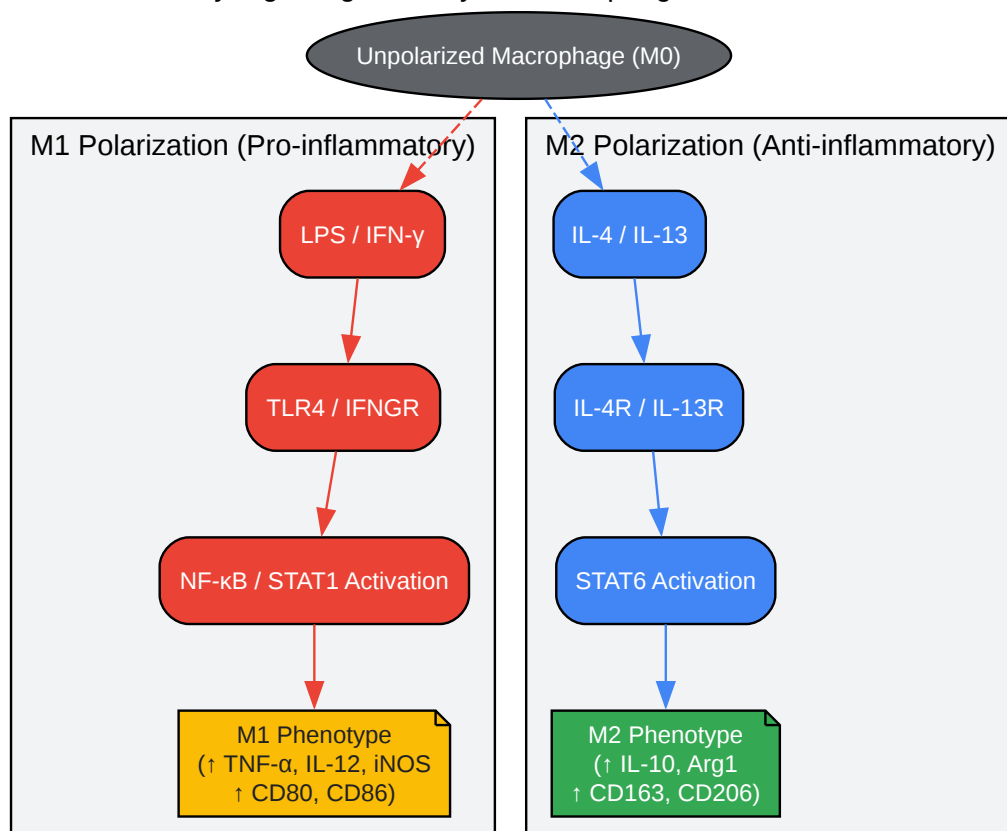 Unpolarized Macrophage (M0)
M1 Polarization (Pro-inflammatory)
LPS / IFN-γ
TLR4 / IFNGR
NF-κB / STAT1 Activation
M1 Phenotype
(↑ TNF-α, IL-12, iNOS
↑ CD80, CD86)
M2 Polarization (Anti-inflammatory)
IL-4 / IL-13
IL-4R / IL-13R
STAT6 Activation
M2 Phenotype
(↑ IL-10, Arg1
↑ CD163, CD206)